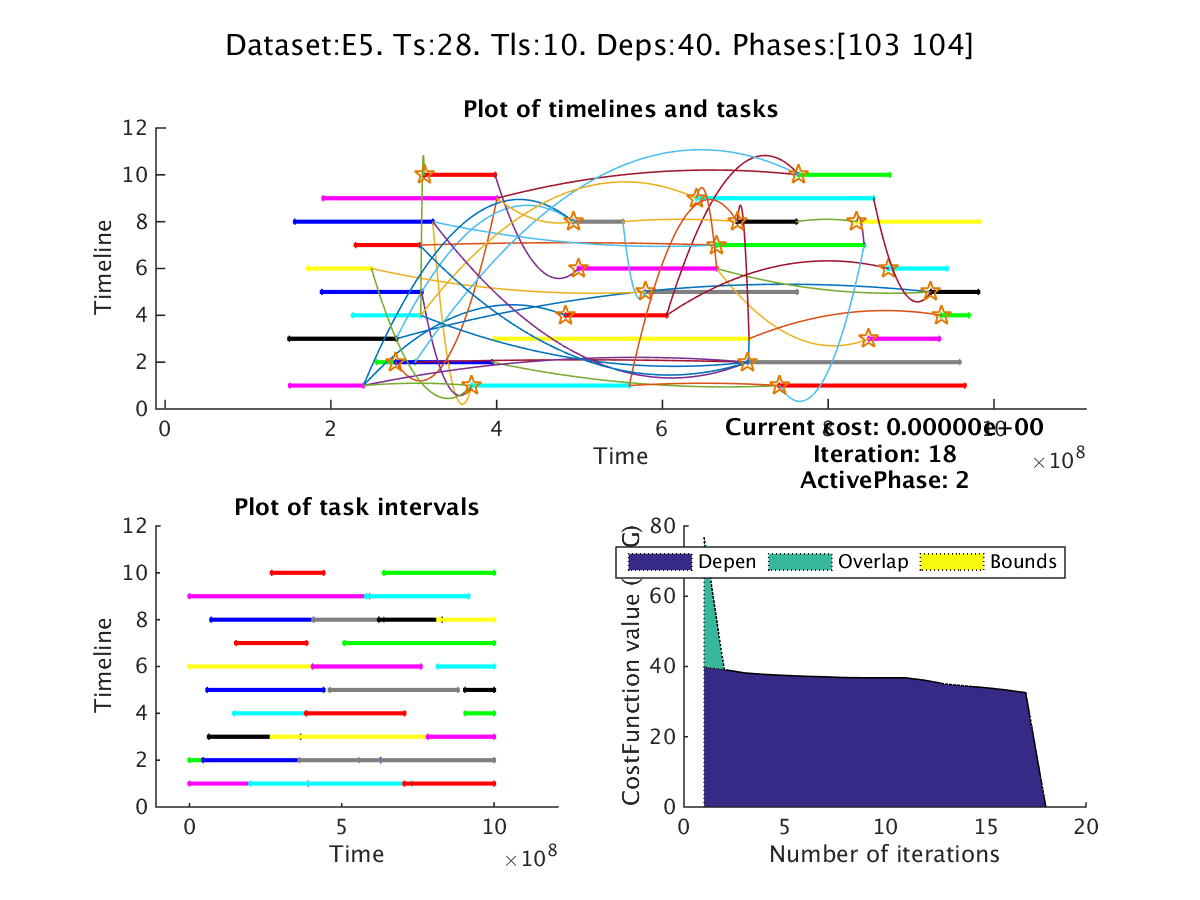 Dataset:E5. Ts:28. Tls:10. Deps:40. Phases:[103 104]
Plot of timelines and tasks
12
10
8
6
4
2
0
Timeline
0 2 4 6 8 10
Time
×10^8
Current cost: 0.00000e+00
Iteration: 18
ActivePhase: 2
Plot of task intervals
12
10
8
6
4
2
0
Timeline
0 5 10
Time
×10^8
80
60
40
20
0
CostFunction value
Depen Overlap Bounds
0 5 10 15 20
Number of iterations